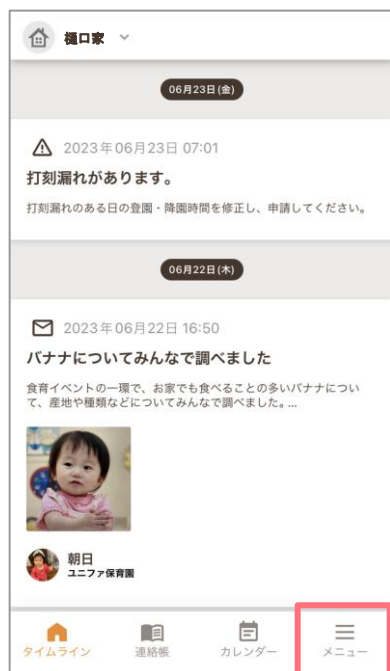 樋口家
06月23日(金)
2023年06月23日 07:01
打刻漏れがあります。
打刻漏れのある日の登園・降園時間を修正し、申請してください。
06月22日(木)
2023年06月22日 16:50
バナナについてみんなで調べました
食育イベントの一環で、お家でも食べることの多いバナナについ
て、産地や種類などについてみんなで調べました。...
朝日
ユニファ保育園
タイムライン
連絡帳
カレンダー
メニュー